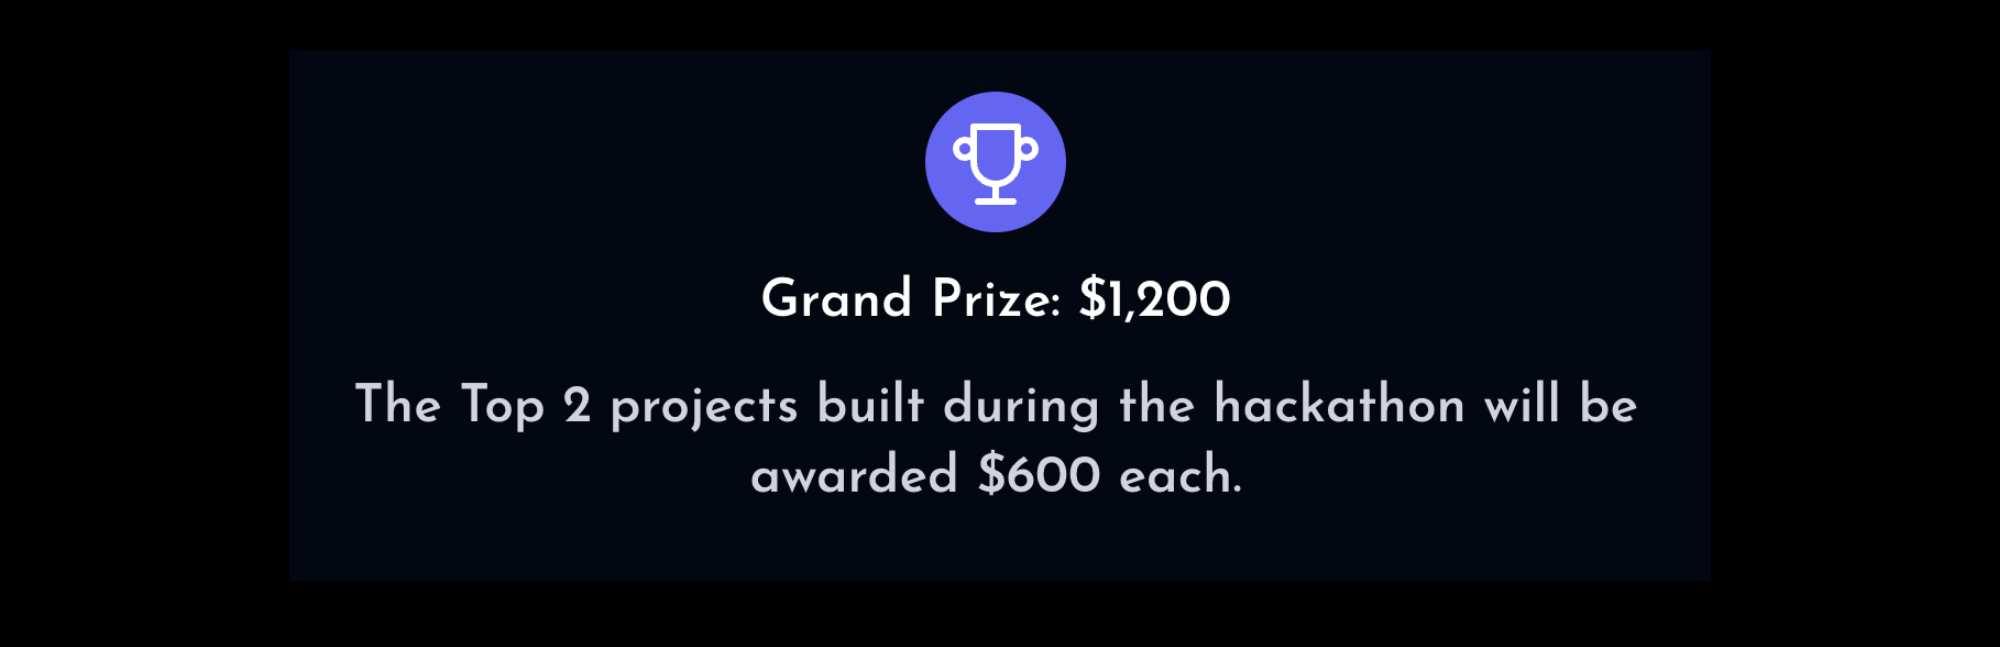 Grand Prize: $1,200
The Top 2 projects built during the hackathon will be
awarded $600 each.